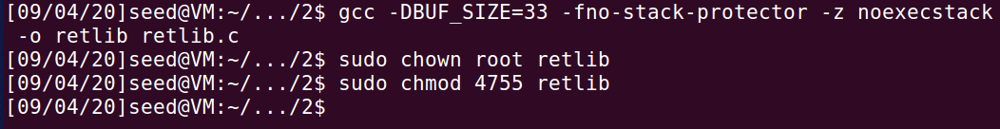 [09/04/20]seed@VM:~/.../2$ gcc -DBUF_SIZE=33 -fno-stack-protector -z noexecstack
 -o retlib retlib.c
[09/04/20]seed@VM:~/.../2$ sudo chown root retlib
[09/04/20]seed@VM:~/.../2$ sudo chmod 4755 retlib
[09/04/20]seed@VM:~/.../2$